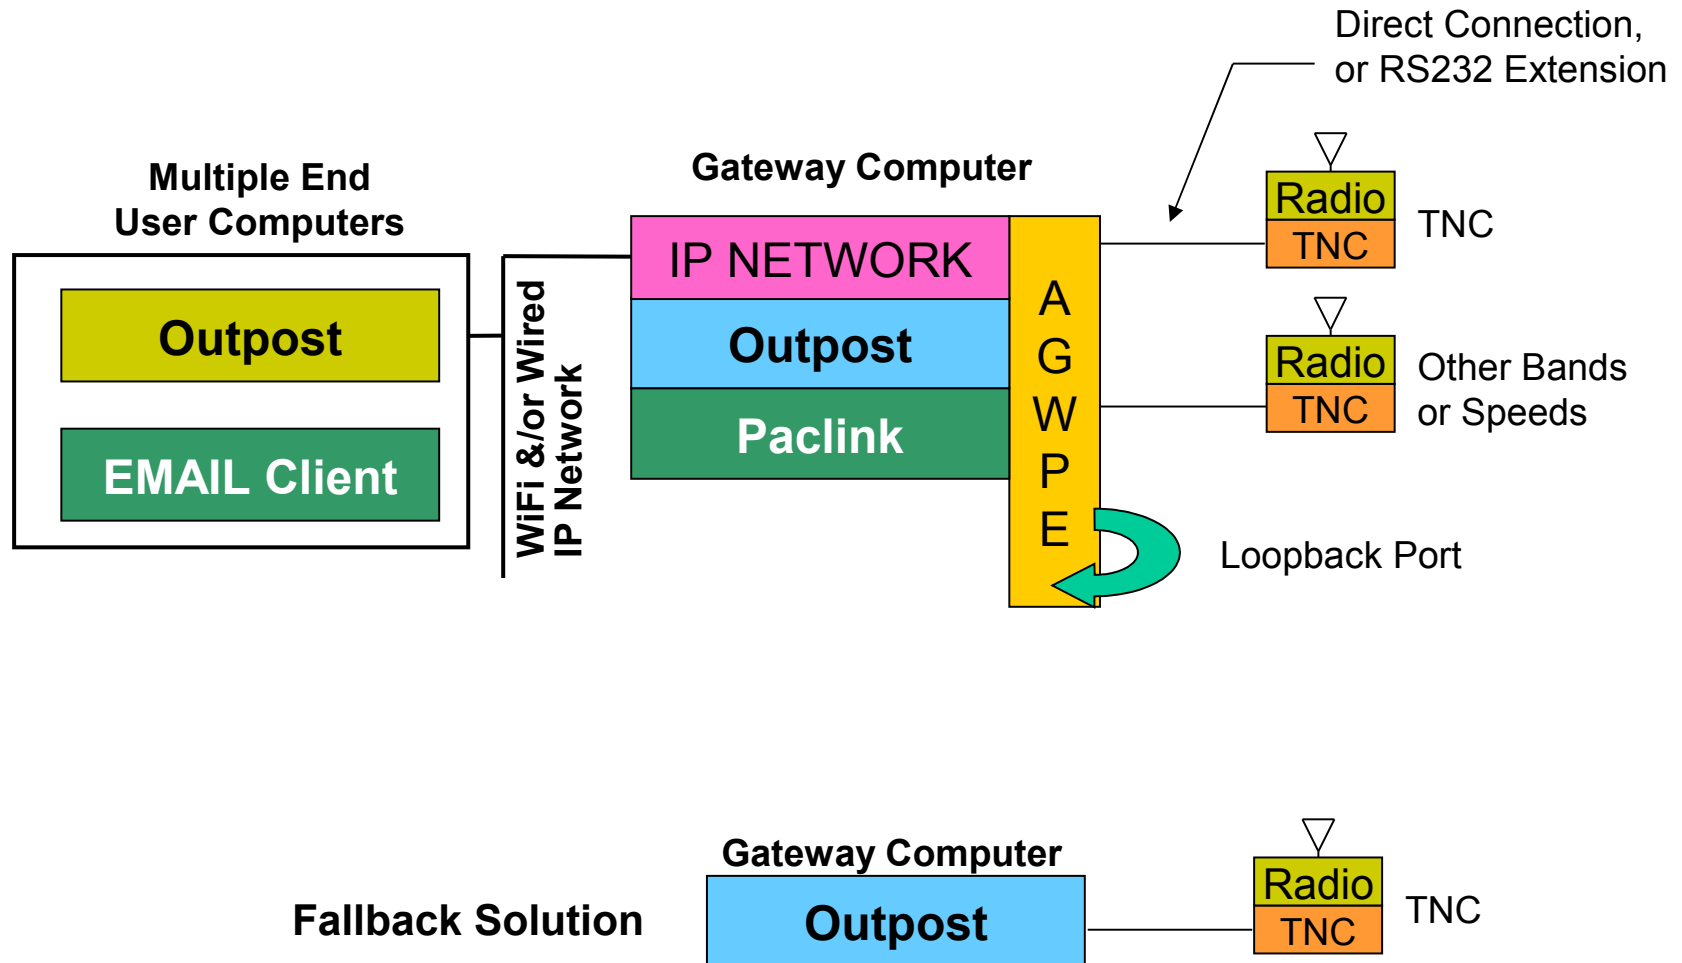 Direct Connection,
or RS232 Extension
Multiple End
User Computers
Gateway Computer
Outpost
EMAIL Client
WiFi &/or Wired
IP Network
IP NETWORK
Outpost
Paclink
A
G
W
P
E
Radio
TNC
TNC
Radio
TNC
Other Bands
or Speeds
Loopback Port
Fallback Solution
Gateway Computer
Outpost
Radio
TNC
TNC